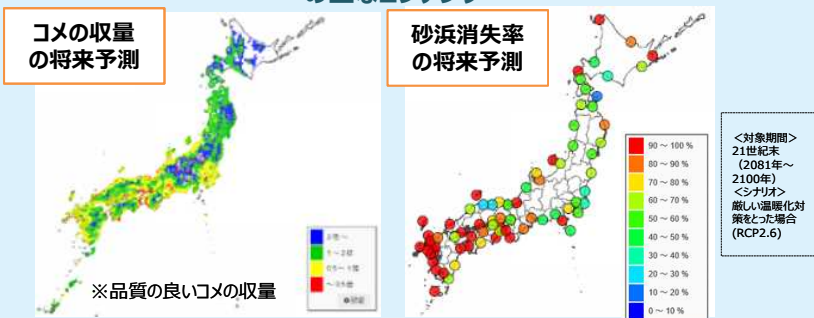 コメの収量
の将来予測
砂浜消失率
の将来予測
※品質の良いコメの収量
90 ～ 100 %
80 ～ 90 %
70 ～ 80 %
60 ～ 70 %
50 ～ 60 %
40 ～ 50 %
30 ～ 40 %
20 ～ 30 %
10 ～ 20 %
0 ～ 10 %
＜対象期間＞
21世紀末
（2081年～
2100年）
＜シナリオ＞
厳しい温暖化対
策をとった場合
(RCP2.6)